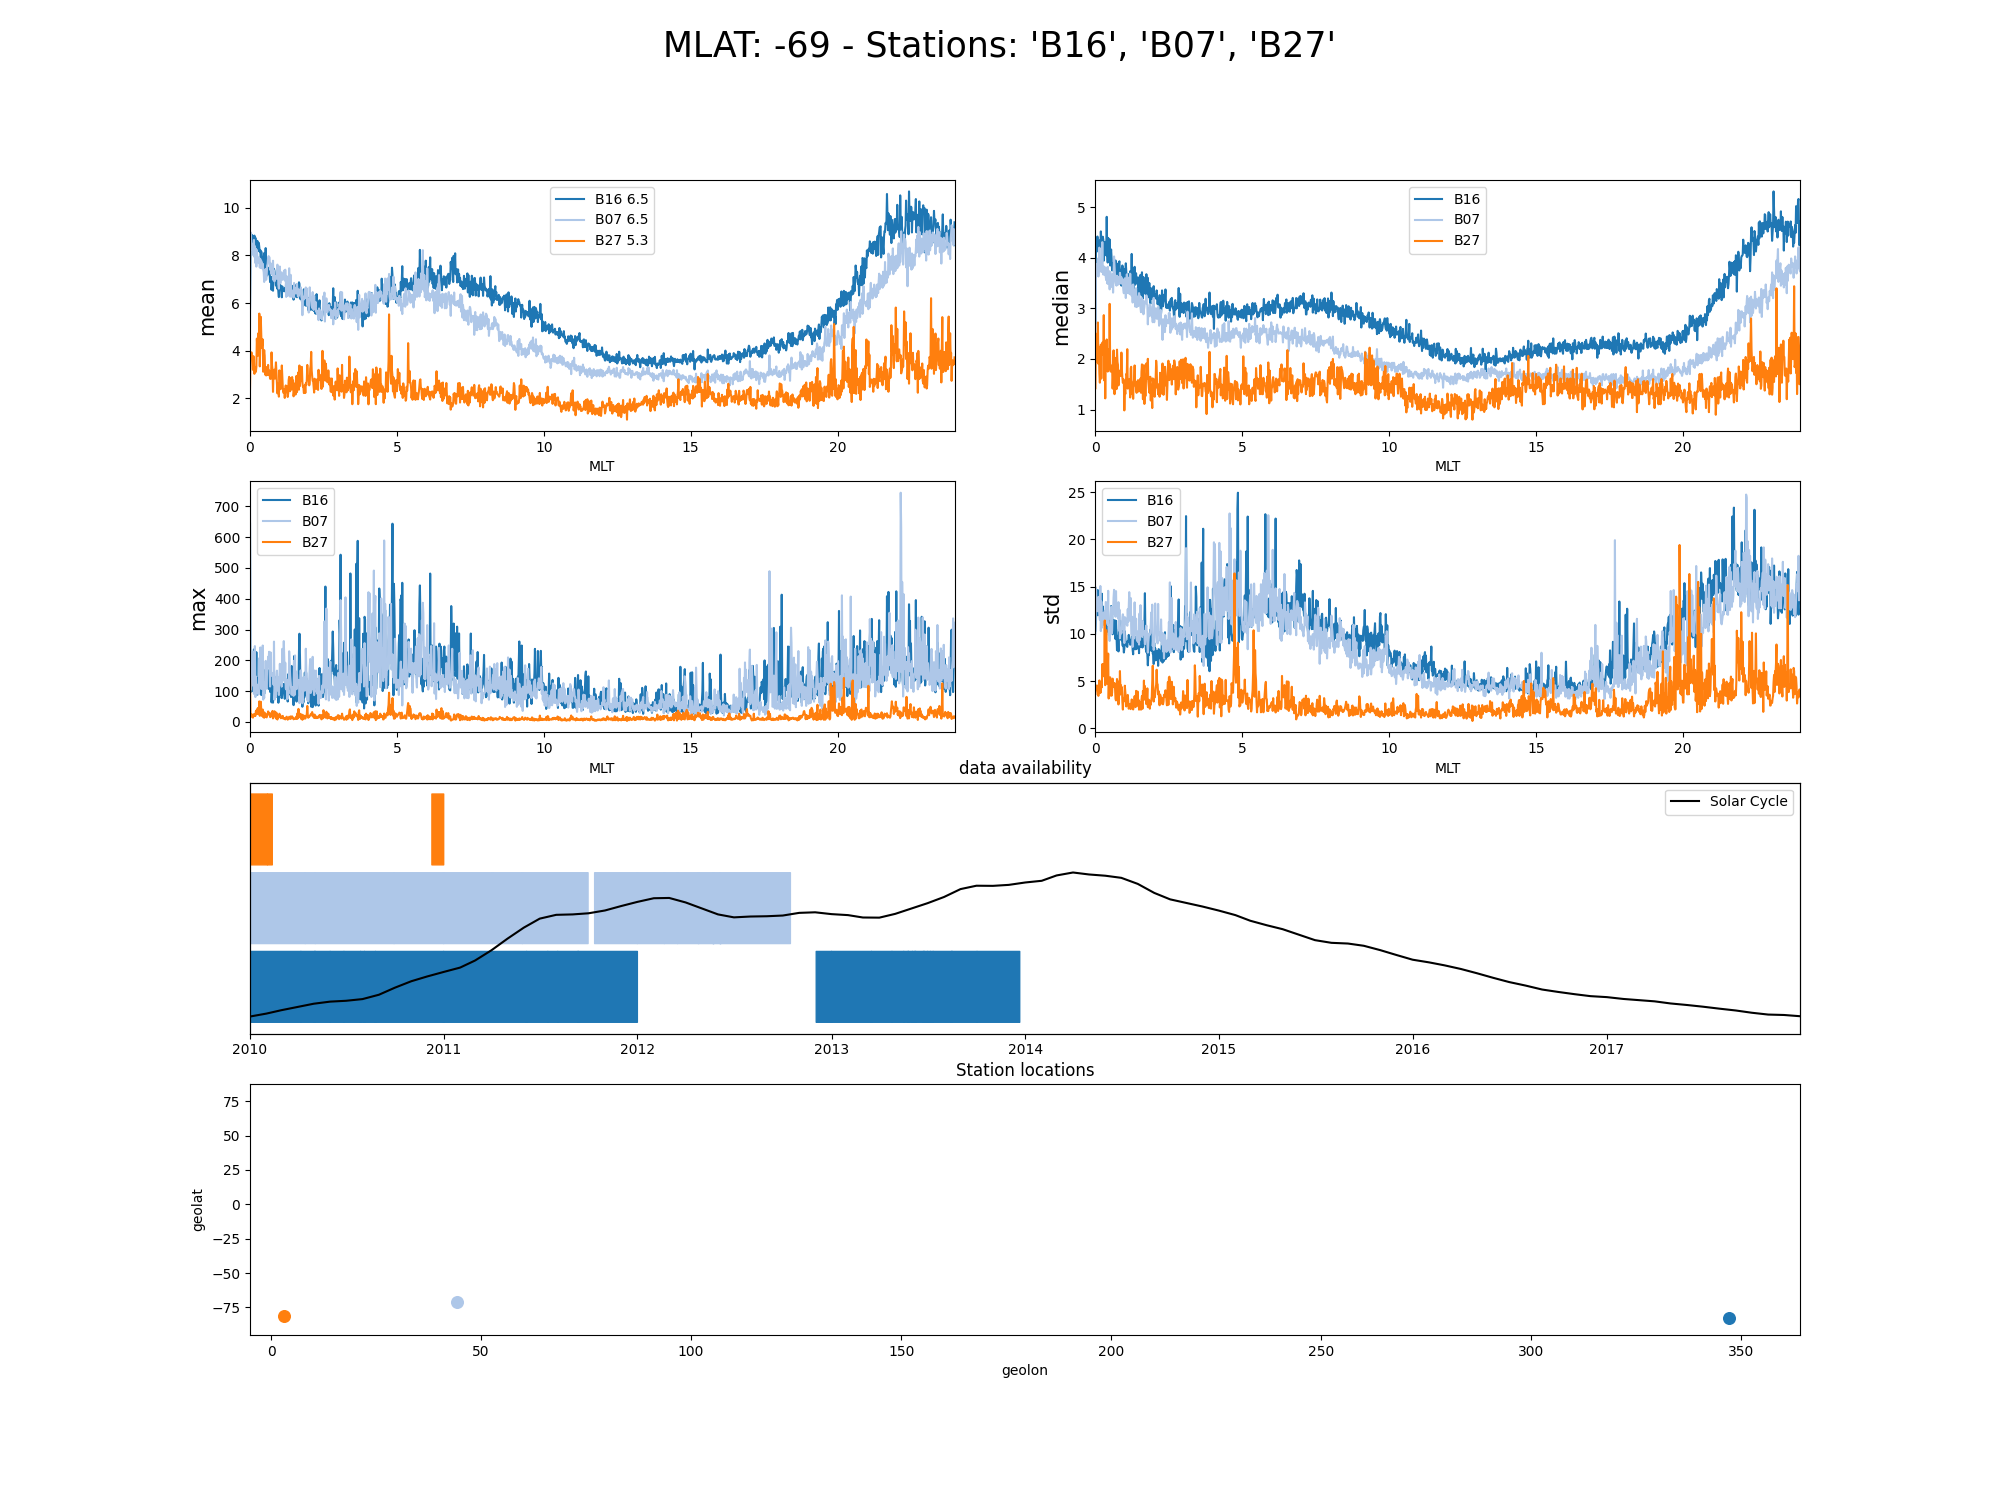 MLAT: -69 - Stations: 'B16', 'B07', 'B27'
mean
10
8
6
4
2
B16 6.5
B07 6.5
B27 5.3
0 5 10 15 20
MLT
median
5
4
3
2
1
B16
B07
B27
0 5 10 15 20
MLT
max
700
600
500
400
300
200
100
0
B16
B07
B27
0 5 10 15 20
MLT
std
25
20
15
10
5
0
B16
B07
B27
0 5 10 15 20
MLT
data availability
Solar Cycle
2010 2011 2012 2013 2014 2015 2016 2017
Station locations
geolat
75
50
25
0
−25
−50
−75
0 50 100 150 200 250 300 350
geolon